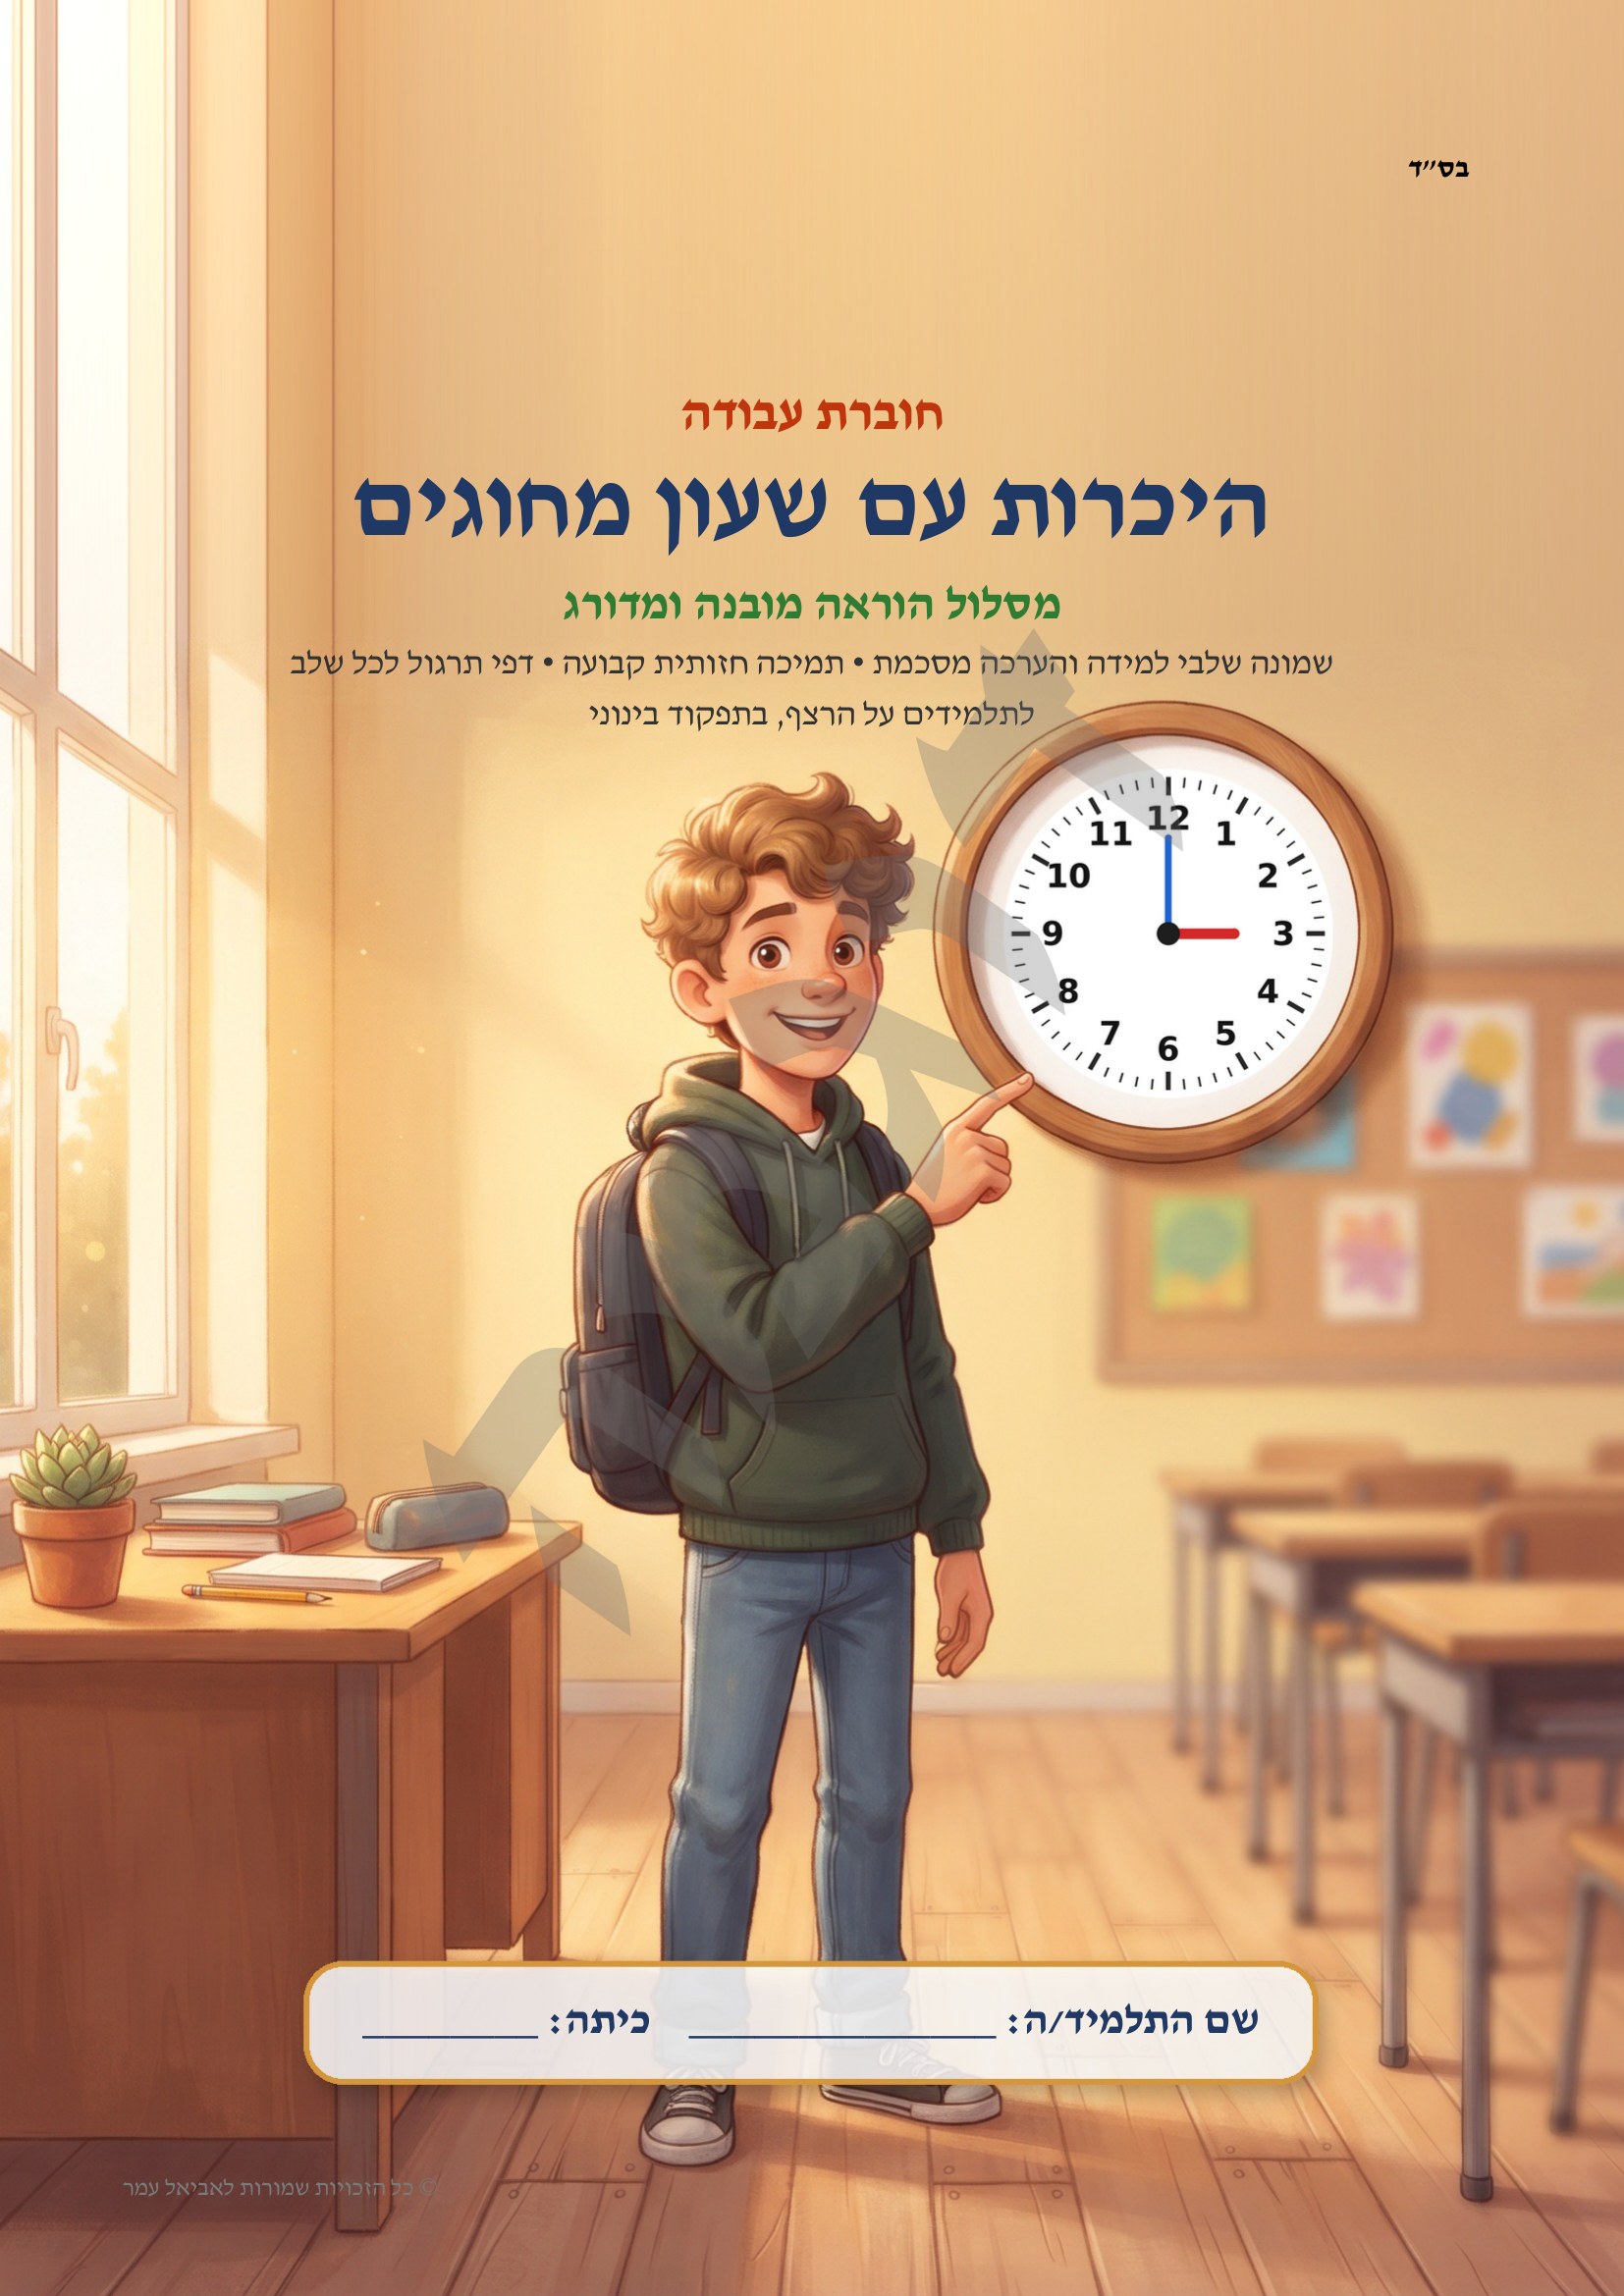 בס״ד
חוברת עבודה
היכרות עם שעון מחוגים
מסלול הוראה מובנה ומדורג
שמונה שלבי למידה והערכה מסכמת • תמיכה חזותית קבועה • דפי תרגול לכל שלב
לתלמידים על הרצף, בתפקוד בינוני
12
11 1
10 2
9 3
8 4
7 5
6
שם התלמיד/ה: ______________ כיתה: ________
© כל הזכויות שמורות לאביאל עמר